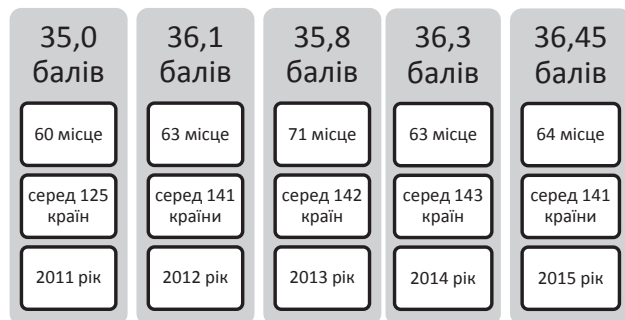 35,0
балів
60 місце
серед 125
країн
2011 рік
36,1
балів
63 місце
серед 141
країни
2012 рік
35,8
балів
71 місце
серед 142
країн
2013 рік
36,3
балів
63 місце
серед 143
країн
2014 рік
36,45
балів
64 місце
серед 141
країни
2015 рік